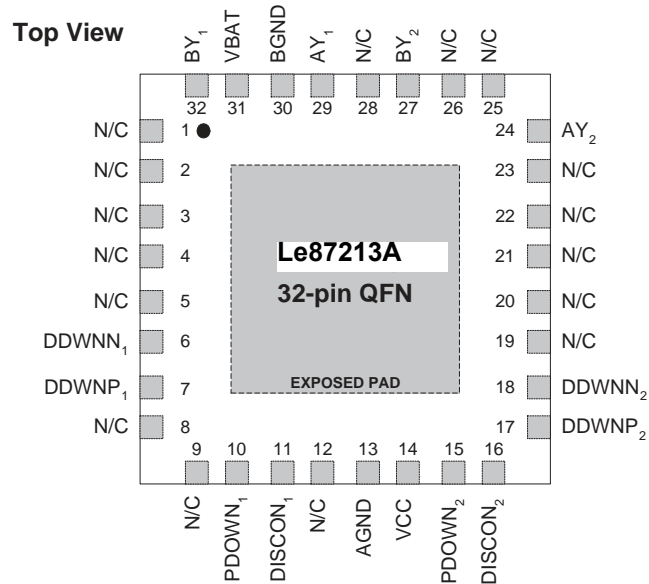 Top View
BY₁ VBAT BGND AY₁ N/C BY₂ N/C N/C
32 31 30 29 28 27 26 25
N/C 1 24 AY₂
N/C 2 23 N/C
N/C 3 22 N/C
N/C 4 21 N/C
N/C 5 20 N/C
DDWNN₁ 6 19 N/C
DDWNP₁ 7 18 DDWNN₂
N/C 8 17 DDWNP₂
Le87213A
32-pin QFN
EXPOSED PAD
9 10 11 12 13 14 15 16
N/C PDOWN₁ DISCON₁ N/C AGND VCC PDOWN₂ DISCON₂